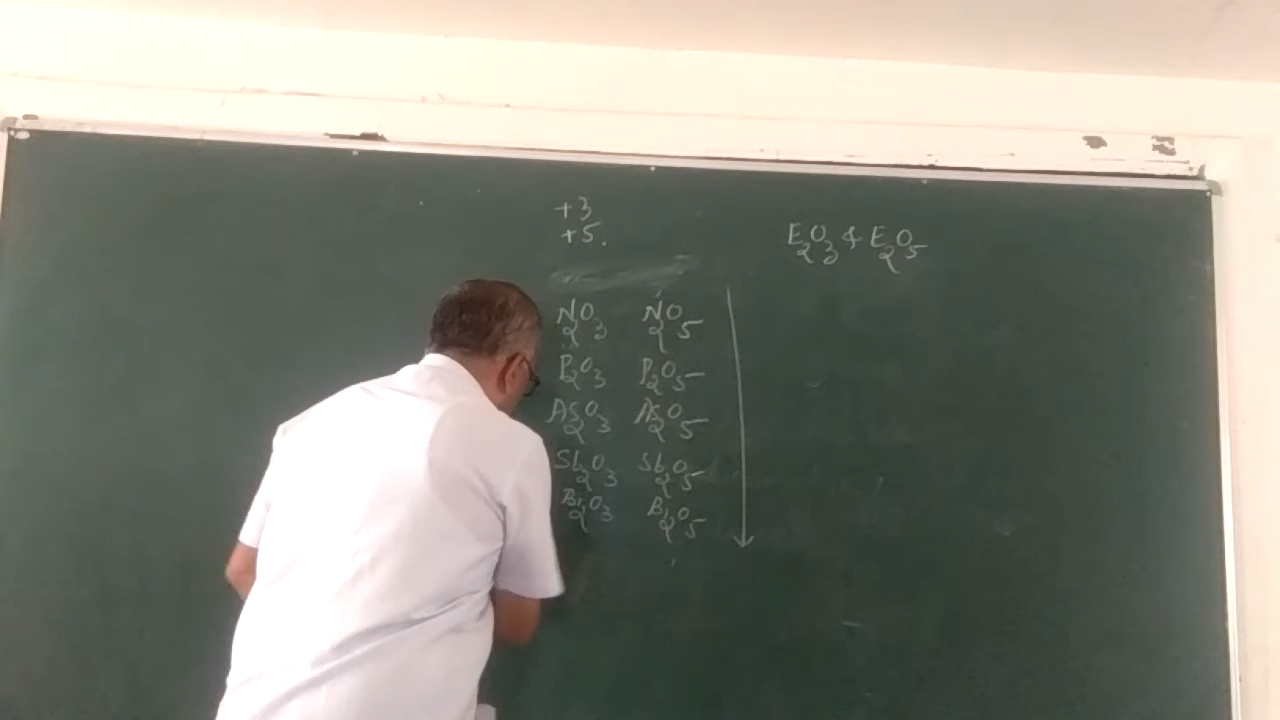 +3
+5.
E₂O₃ & E₂O₅
N₂O₃ N₂O₅
P₂O₃ P₂O₅
As₂O₃ As₂O₅
Sb₂O₃ Sb₂O₅
Bi₂O₃ Bi₂O₅